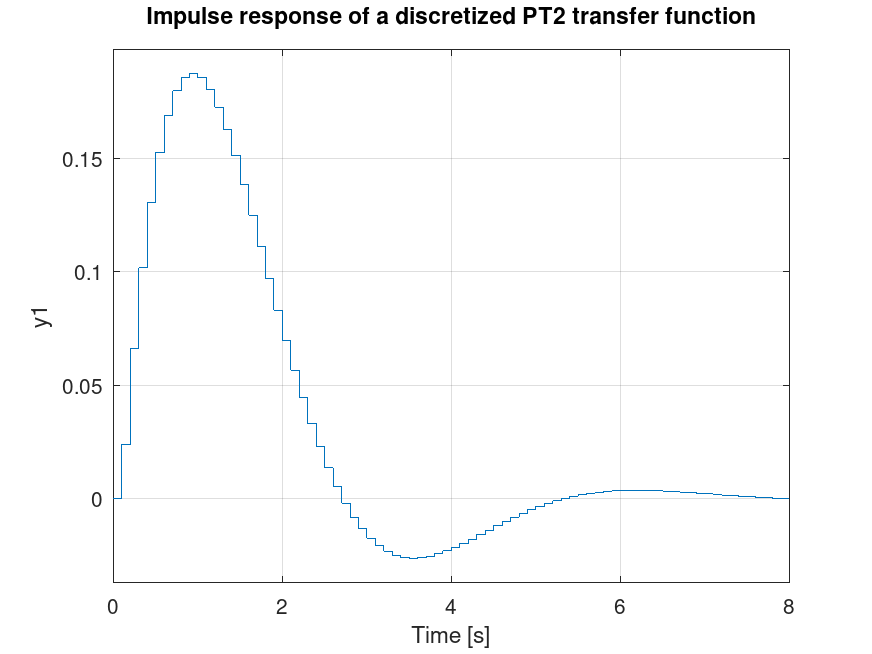 Impulse response of a discretized PT2 transfer function
0.15
0.1
0.05
0
y1
0 2 4 6 8
Time [s]